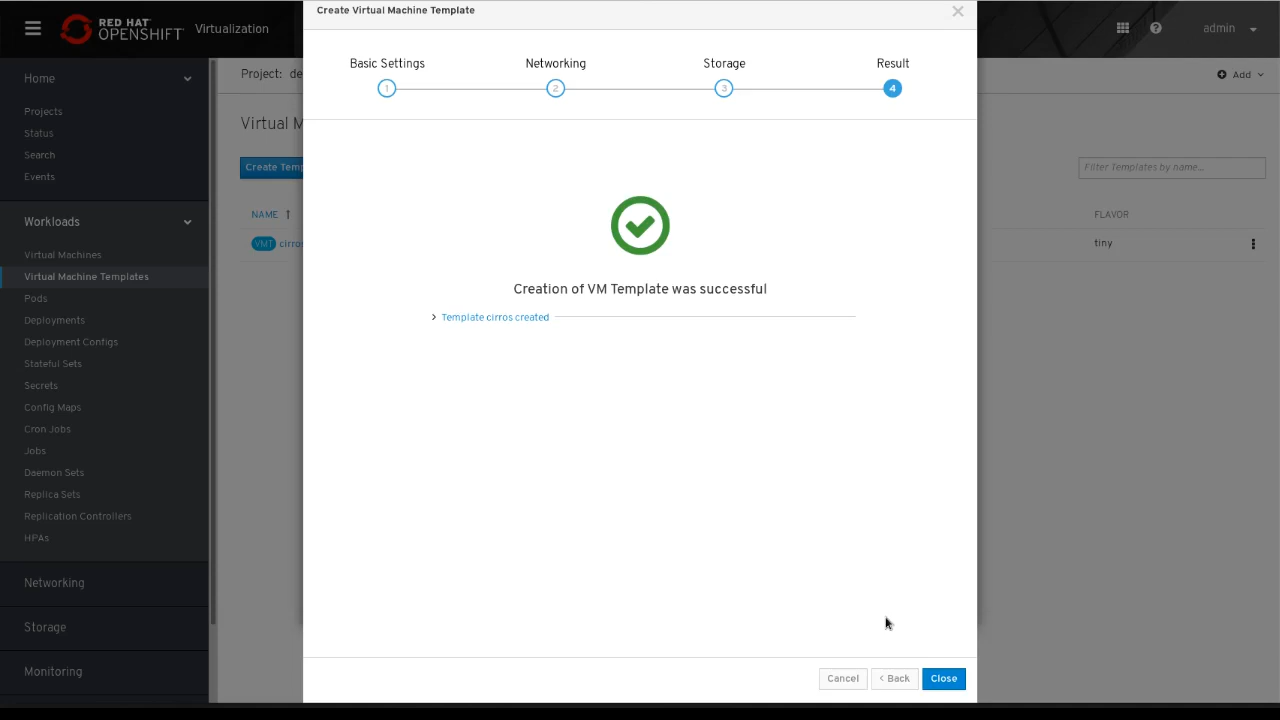 Create Virtual Machine Template
RED HAT
OPENSHIFT
Virtualization
admin
Basic Settings
Networking
Storage
Result
1
2
3
4
Home
Projects
Status
Search
Events
Workloads
Virtual Machines
Virtual Machine Templates
Pods
Deployments
Deployment Configs
Stateful Sets
Secrets
Config Maps
Cron Jobs
Jobs
Daemon Sets
Replica Sets
Replication Controllers
HPAs
Networking
Storage
Monitoring
Project: de
Add
Virtual M
Create Temp
Filter Templates by name...
NAME
FLAVOR
VMT cirros
tiny
Creation of VM Template was successful
Template cirros created
Cancel
< Back
Close